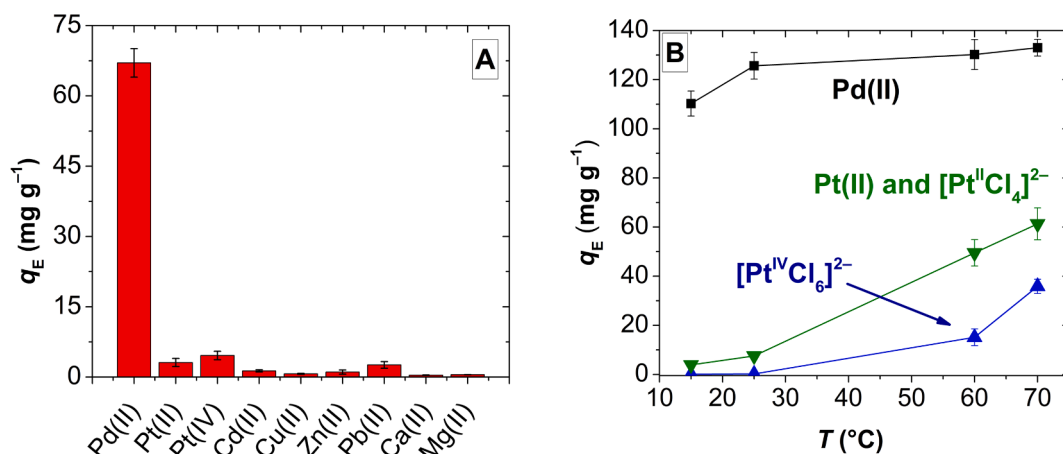 A
75
60
45
30
15
0
qE (mg g⁻¹)
Pd(II)
Pt(II)
Pt(IV)
Cd(II)
Cu(II)
Zn(II)
Pb(II)
Ca(II)
Mg(II)
B
140
120
100
80
60
40
20
0
qE (mg g⁻¹)
Pd(II)
Pt(II) and [PtᴵᴵCl₄]²⁻
[PtᴵⱽCl₆]²⁻
10 20 30 40 50 60 70
T (°C)